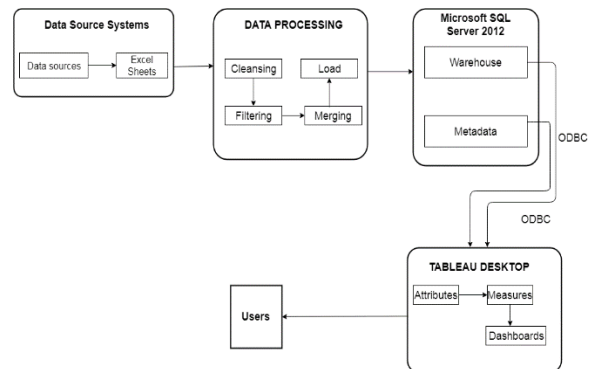 Data Source Systems
Data sources
Excel
Sheets
DATA PROCESSING
Cleansing
Load
Filtering
Merging
Microsoft SQL
Server 2012
Warehouse
Metadata
ODBC
ODBC
TABLEAU DESKTOP
Attributes
Measures
Dashboards
Users